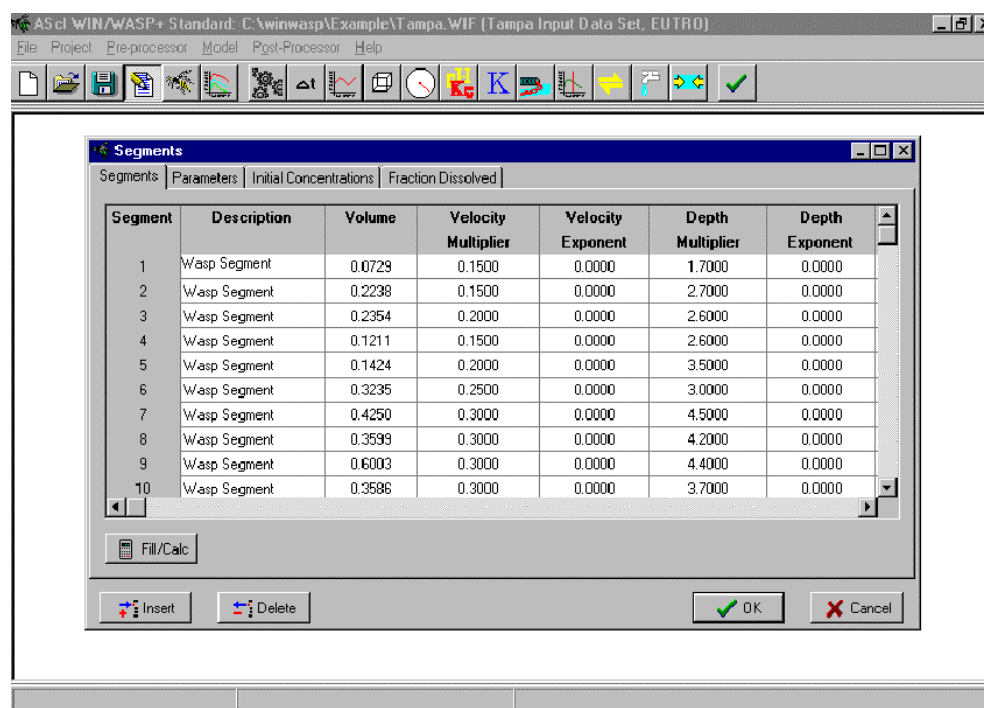 AScI WIN/WASP+ Standard: C:\winwasp\Example\Tampa.WIF (Tampa Input Data Set, EUTRO)
File Project Pre-processor Model Post-Processor Help
Δt K K
Segments
Segments Parameters Initial Concentrations Fraction Dissolved
Segment Description Volume Velocity Multiplier Velocity Exponent Depth Multiplier Depth Exponent
1 Wasp Segment 0.0729 0.1500 0.0000 1.7000 0.0000
2 Wasp Segment 0.2238 0.1500 0.0000 2.7000 0.0000
3 Wasp Segment 0.2354 0.2000 0.0000 2.6000 0.0000
4 Wasp Segment 0.1211 0.1500 0.0000 2.6000 0.0000
5 Wasp Segment 0.1424 0.2000 0.0000 3.5000 0.0000
6 Wasp Segment 0.3235 0.2500 0.0000 3.0000 0.0000
7 Wasp Segment 0.4250 0.3000 0.0000 4.5000 0.0000
8 Wasp Segment 0.3599 0.3000 0.0000 4.2000 0.0000
9 Wasp Segment 0.6003 0.3000 0.0000 4.4000 0.0000
10 Wasp Segment 0.3586 0.3000 0.0000 3.7000 0.0000
Fill/Calc
Insert Delete OK Cancel